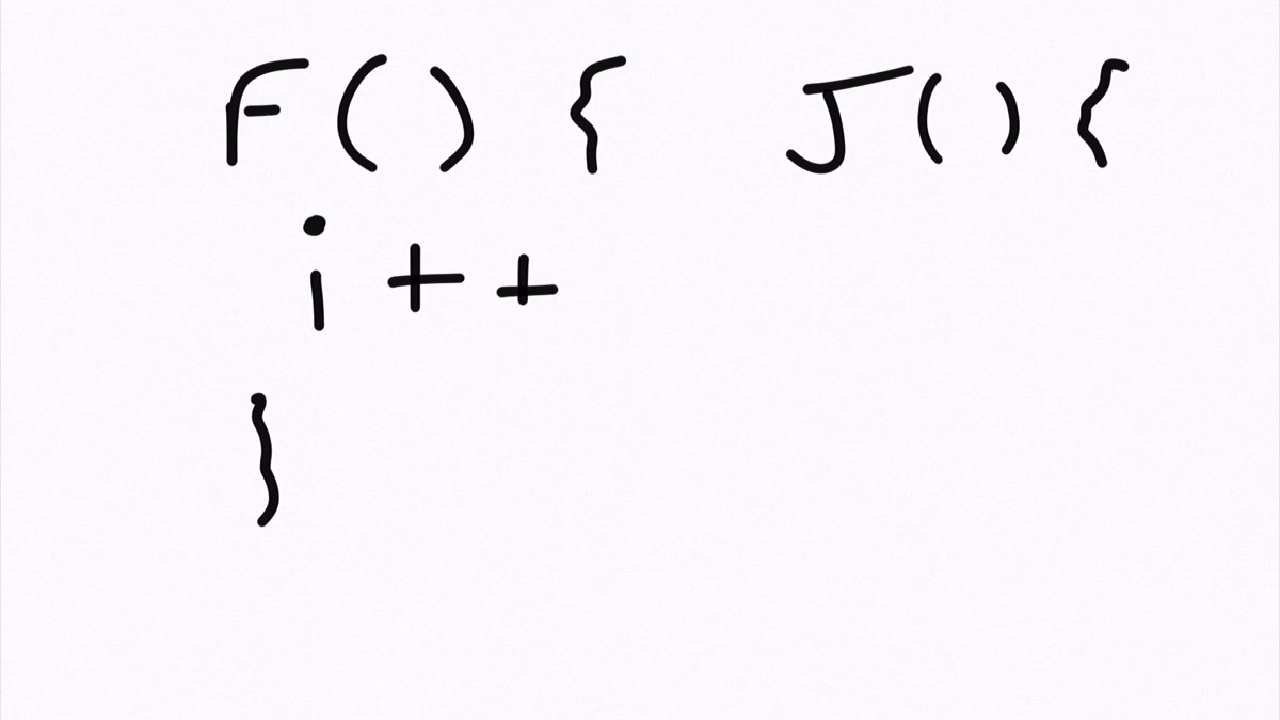 F() { J() {
i++
}